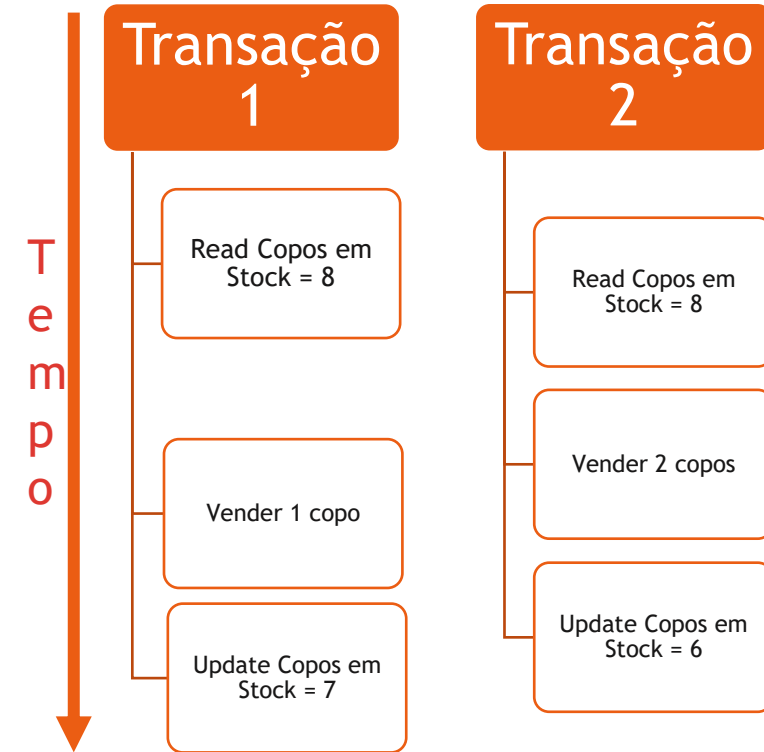 Transação
1
Transação
2
T
e
m
p
o
Read Copos em
Stock = 8
Vender 1 copo
Update Copos em
Stock = 7
Read Copos em
Stock = 8
Vender 2 copos
Update Copos em
Stock = 6